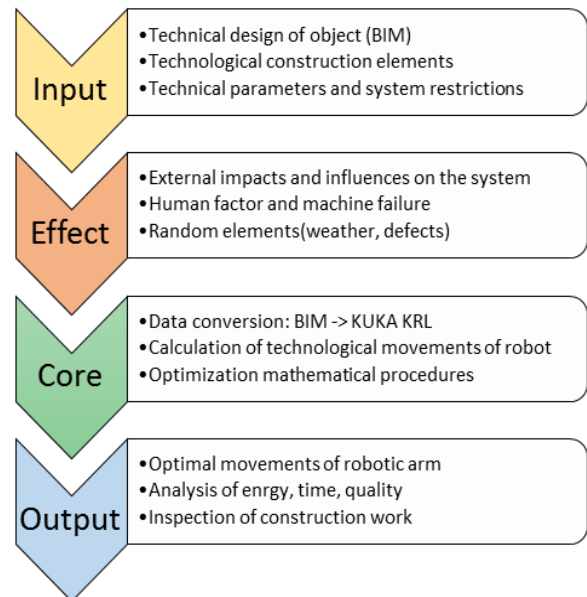 Input
•Technical design of object (BIM)
•Technological construction elements
•Technical parameters and system restrictions
Effect
•External impacts and influences on the system
•Human factor and machine failure
•Random elements(weather, defects)
Core
•Data conversion: BIM -> KUKA KRL
•Calculation of technological movements of robot
•Optimization mathematical procedures
Output
•Optimal movements of robotic arm
•Analysis of enrgy, time, quality
•Inspection of construction work